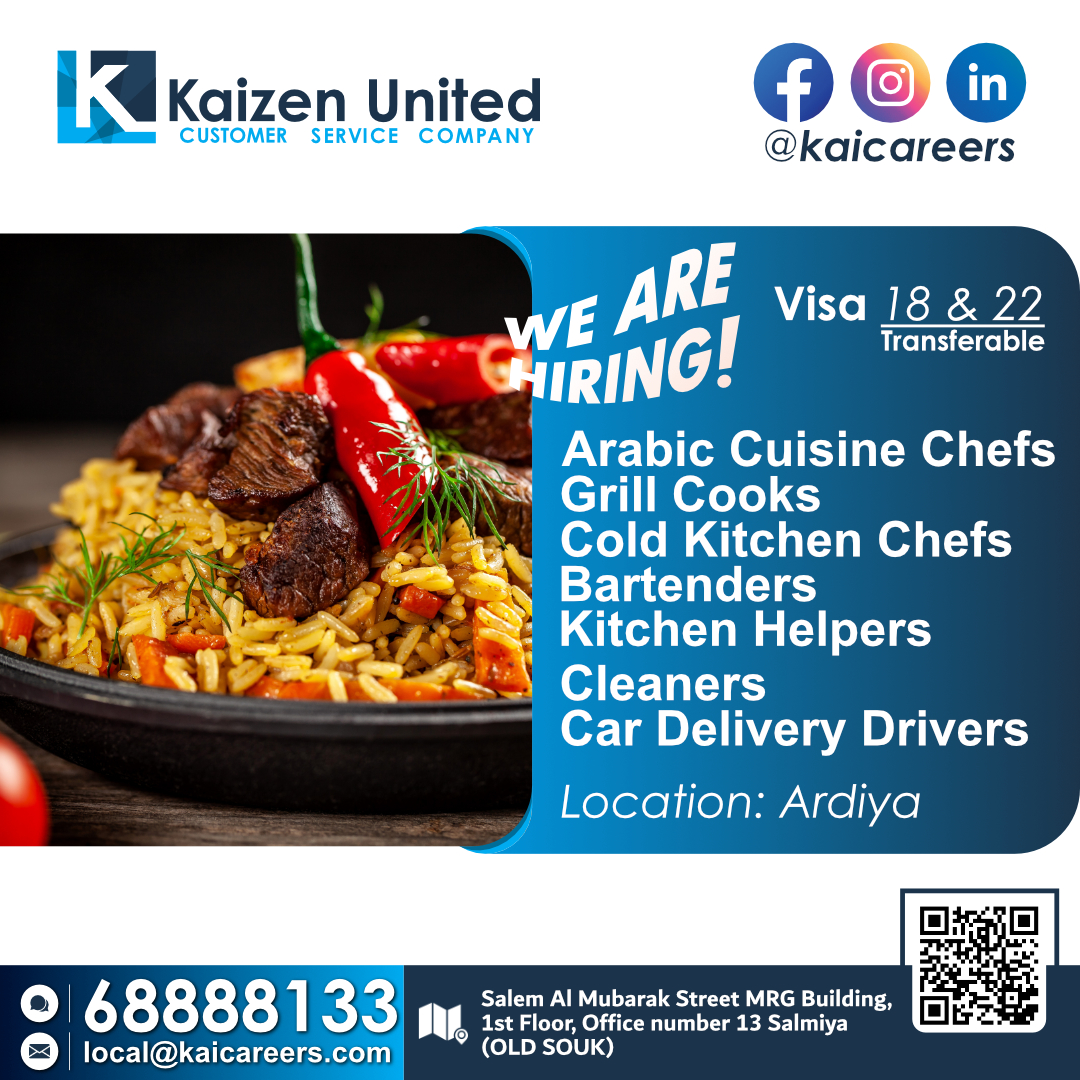 K
Kaizen United
CUSTOMER SERVICE COMPANY
f
in
@kaicareers
WE ARE
HIRING!
Visa 18 & 22
Transferable
Arabic Cuisine Chefs
Grill Cooks
Cold Kitchen Chefs
Bartenders
Kitchen Helpers
Cleaners
Car Delivery Drivers
Location: Ardiya
68888133
local@kaicareers.com
Salem Al Mubarak Street MRG Building,
1st Floor, Office number 13 Salmiya
(OLD SOUK)